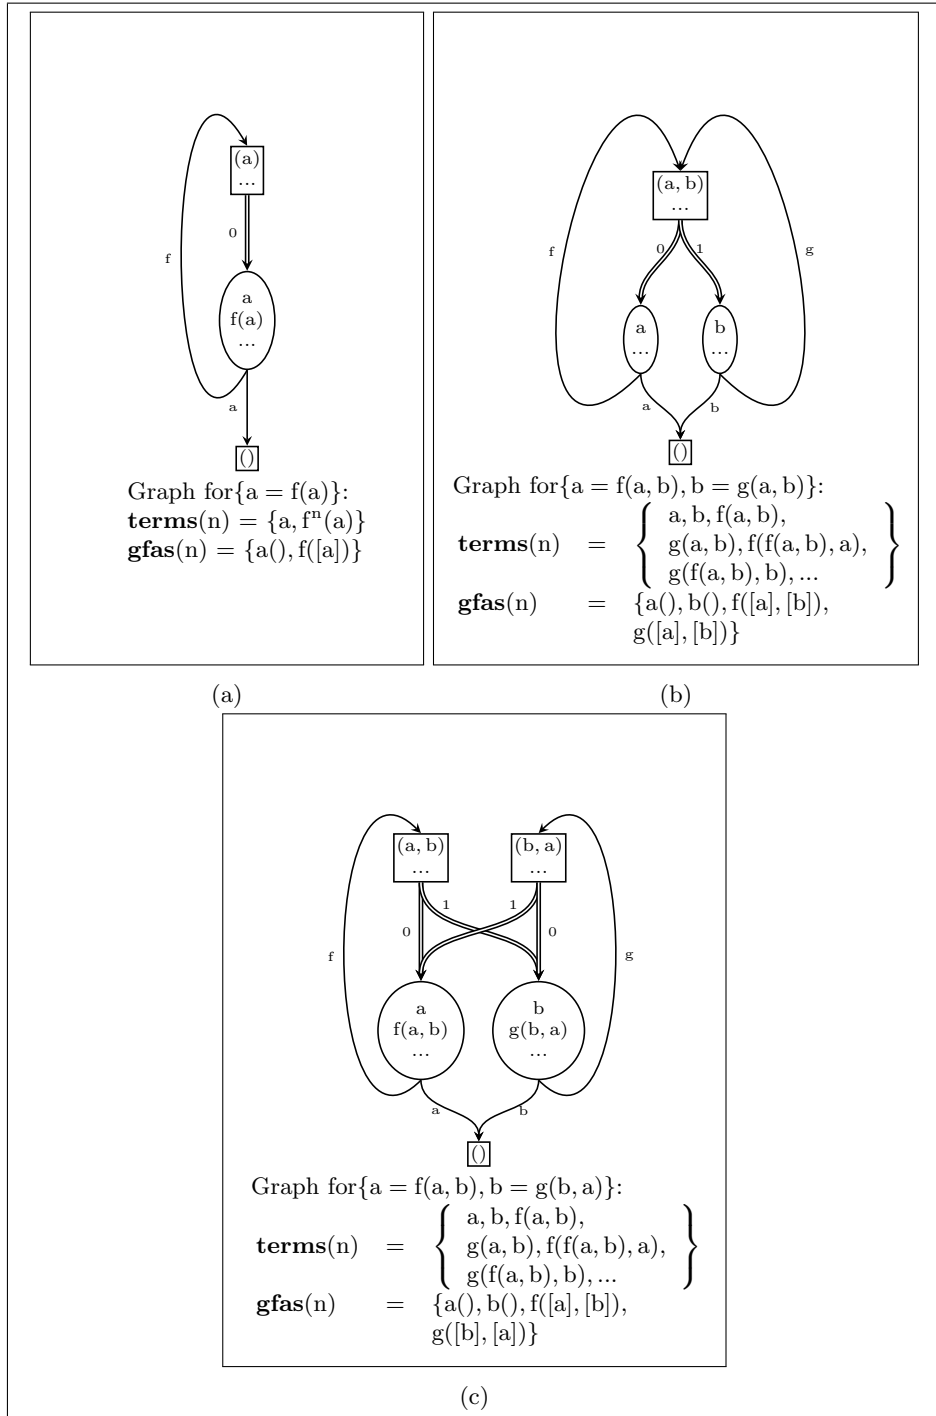 (a)
...
0
f
a
f(a)
...
a
()
Graph for{a = f(a)}:
terms(n) = {a, fⁿ(a)}
gfas(n) = {a(), f([a])}
(a)
(a, b)
...
0 1
f g
a b
... ...
a b
()
Graph for{a = f(a, b), b = g(a, b)}:
a, b, f(a, b),
terms(n) = { g(a, b), f(f(a, b), a), }
g(f(a, b), b), ...
gfas(n) = {a(), b(), f([a], [b]),
g([a], [b])}
(b)
(a, b) (b, a)
... ...
1 1
0 0
f g
a b
f(a, b) g(b, a)
... ...
a b
()
Graph for{a = f(a, b), b = g(b, a)}:
a, b, f(a, b),
terms(n) = { g(a, b), f(f(a, b), a), }
g(f(a, b), b), ...
gfas(n) = {a(), b(), f([a], [b]),
g([b], [a])}
(c)